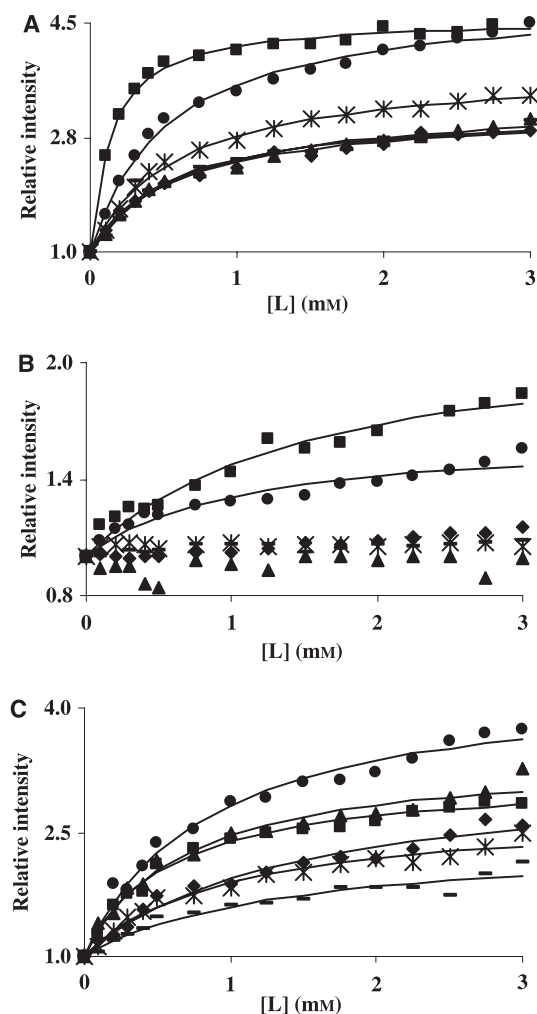 A
4.5
2.8
1.0
Relative intensity
0
1
2
3
[L] (mM)
B
2.0
1.4
0.8
Relative intensity
0
1
2
3
[L] (mM)
C
4.0
2.5
1.0
Relative intensity
0
1
2
3
[L] (mM)